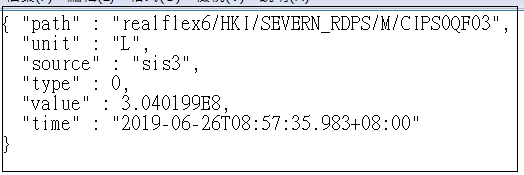 { "path" : "realflex6/HKI/SEVERN_RDPS/M/CIPS0QF03",
"unit" : "L",
"source" : "sis3",
"type" : 0,
"value" : 3.040199E8,
"time" : "2019-06-26T08:57:35.983+08:00"
}